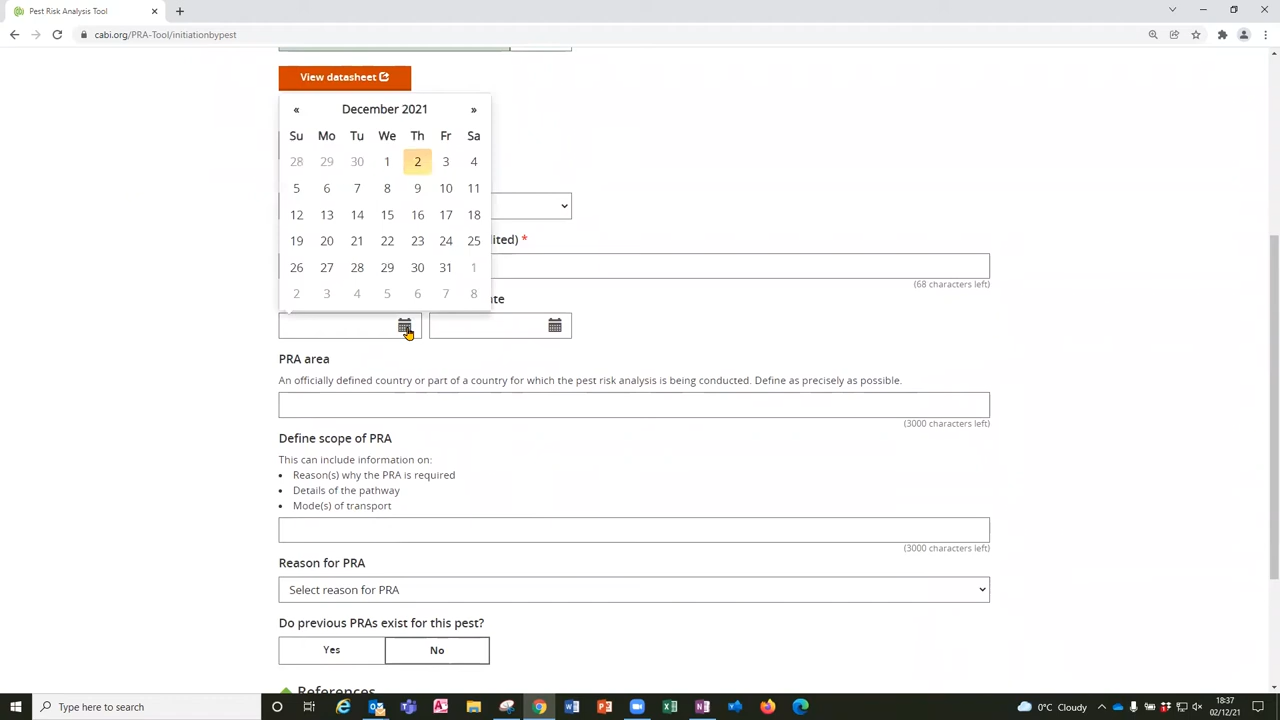 Pest Risk Analysis Tool
cabi.org/PRA-Tool/initiationbypest
View datasheet
« December 2021 »
Su Mo Tu We Th Fr Sa
28 29 30 1 2 3 4
5 6 7 8 9 10 11
12 13 14 15 16 17 18
19 20 21 22 23 24 25
26 27 28 29 30 31 1
2 3 4 5 6 7 8
ited) *
(68 characters left)
ate
PRA area
An officially defined country or part of a country for which the pest risk analysis is being conducted. Define as precisely as possible.
(3000 characters left)
Define scope of PRA
This can include information on:
• Reason(s) why the PRA is required
• Details of the pathway
• Mode(s) of transport
(3000 characters left)
Reason for PRA
Select reason for PRA
Do previous PRAs exist for this pest?
Yes No
References
Type here to search
0°C Cloudy
18:37
02/12/21